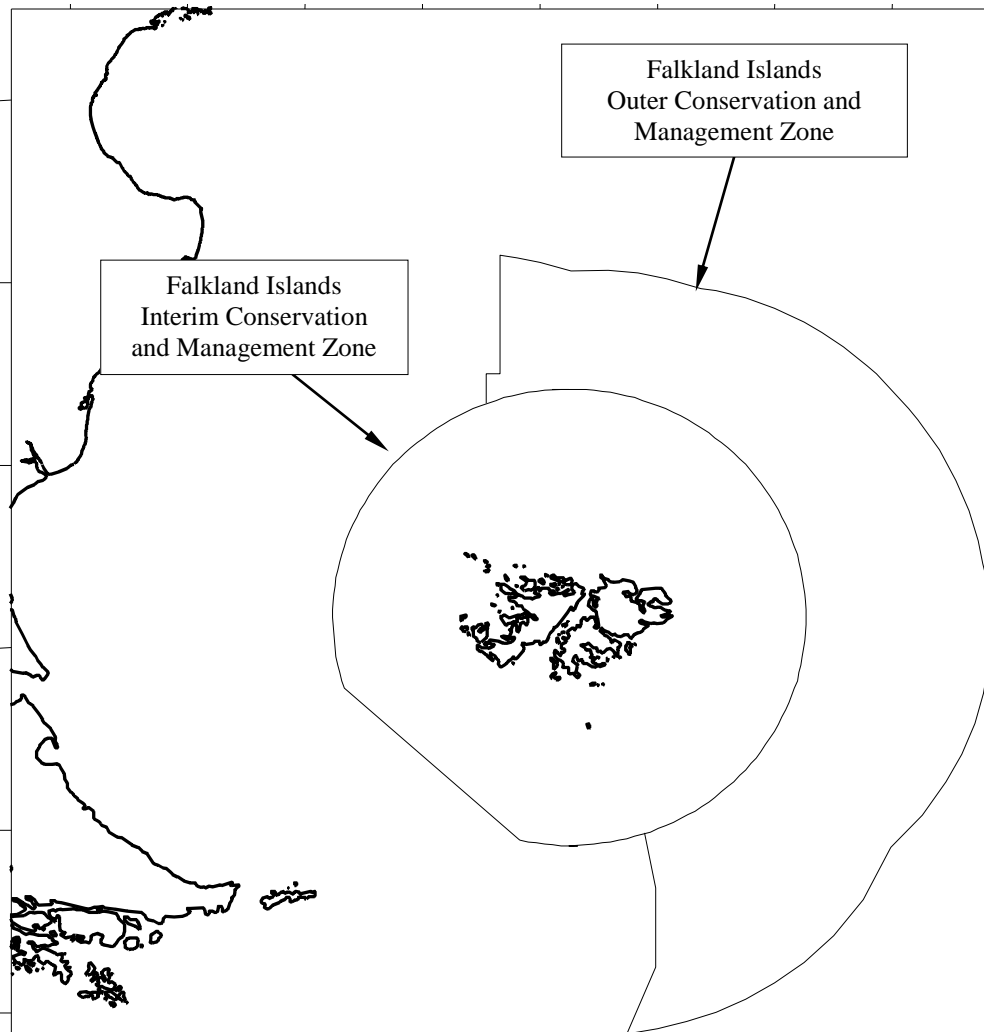 Falkland Islands
Outer Conservation and
Management Zone
Falkland Islands
Interim Conservation
and Management Zone